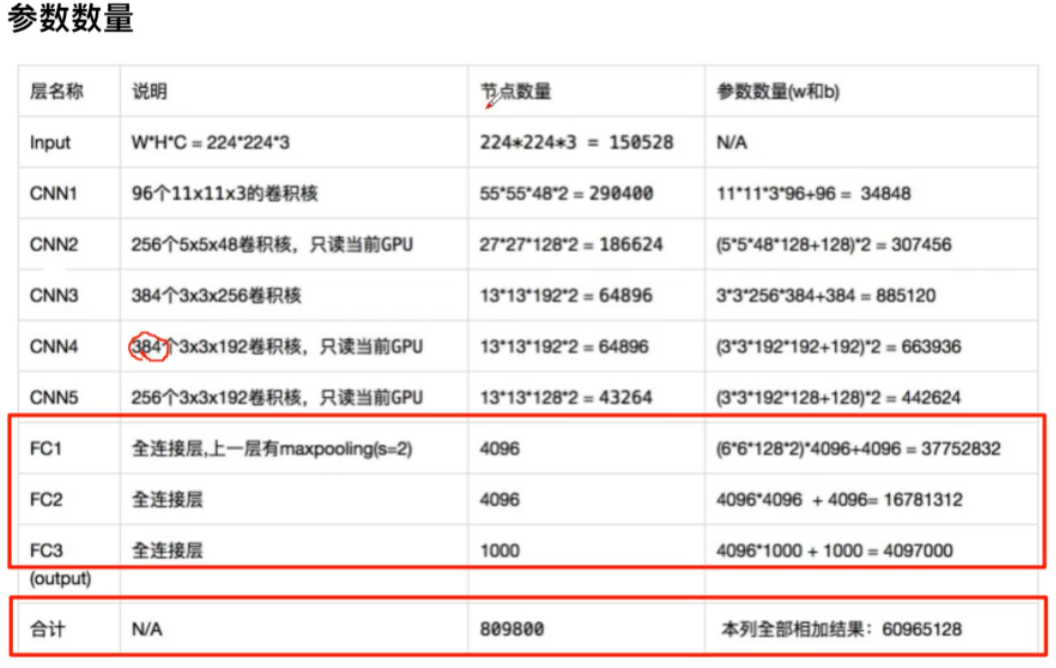 参数数量
层名称 说明 节点数量 参数数量(w和b)
Input W*H*C = 224*224*3 224*224*3 = 150528 N/A
CNN1 96个11x11x3的卷积核 55*55*48*2 = 290400 11*11*3*96+96 = 34848
CNN2 256个5x5x48卷积核，只读当前GPU 27*27*128*2 = 186624 (5*5*48*128+128)*2 = 307456
CNN3 384个3x3x256卷积核 13*13*192*2 = 64896 3*3*256*384+384 = 885120
CNN4 384个3x3x192卷积核，只读当前GPU 13*13*192*2 = 64896 (3*3*192*192+192)*2 = 663936
CNN5 256个3x3x192卷积核，只读当前GPU 13*13*128*2 = 43264 (3*3*192*128+128)*2 = 442624
FC1 全连接层,上一层有maxpooling(s=2) 4096 (6*6*128*2)*4096+4096 = 37752832
FC2 全连接层 4096 4096*4096 + 4096= 16781312
FC3 全连接层 1000 4096*1000 + 1000 = 4097000
(output)
合计 N/A 809800 本列全部相加结果：60965128